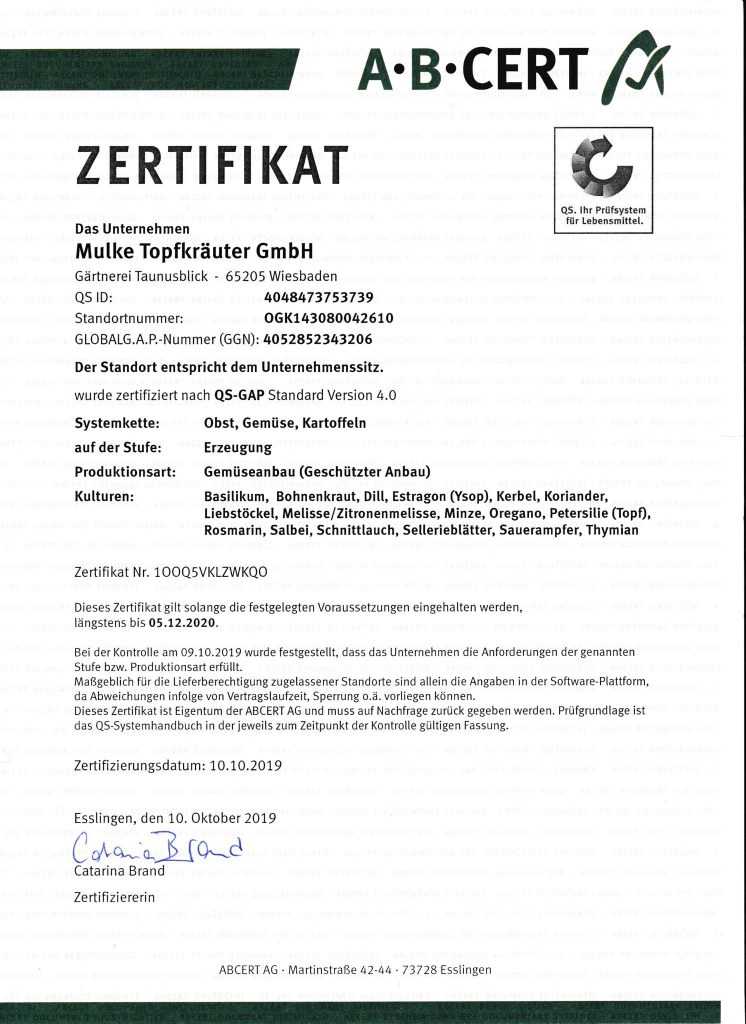 A·B·CERT
ZERTIFIKAT
QS. Ihr Prüfsystem
für Lebensmittel.
Das Unternehmen
Mulke Topfkräuter GmbH
Gärtnerei Taunusblick - 65205 Wiesbaden
QS ID: 4048473753739
Standortnummer: OGK143080042610
GLOBALG.A.P.-Nummer (GGN): 4052852343206
Der Standort entspricht dem Unternehmenssitz.
wurde zertifiziert nach QS-GAP Standard Version 4.0
Systemkette: Obst, Gemüse, Kartoffeln
auf der Stufe: Erzeugung
Produktionsart: Gemüseanbau (Geschützter Anbau)
Kulturen: Basilikum, Bohnenkraut, Dill, Estragon (Ysop), Kerbel, Koriander,
Liebstöckel, Melisse/Zitronenmelisse, Minze, Oregano, Petersilie (Topf),
Rosmarin, Salbei, Schnittlauch, Sellerieblätter, Sauerampfer, Thymian
Zertifikat Nr. 1OOQ5VKLZWKQO
Dieses Zertifikat gilt solange die festgelegten Voraussetzungen eingehalten werden,
längstens bis 05.12.2020.
Bei der Kontrolle am 09.10.2019 wurde festgestellt, dass das Unternehmen die Anforderungen der genannten
Stufe bzw. Produktionsart erfüllt.
Maßgeblich für die Lieferberechtigung zugelassener Standorte sind allein die Angaben in der Software-Plattform,
da Abweichungen infolge von Vertragslaufzeit, Sperrung o.ä. vorliegen können.
Dieses Zertifikat ist Eigentum der ABCERT AG und muss auf Nachfrage zurück gegeben werden. Prüfgrundlage ist
das QS-Systemhandbuch in der jeweils zum Zeitpunkt der Kontrolle gültigen Fassung.
Zertifizierungsdatum: 10.10.2019
Esslingen, den 10. Oktober 2019
Catarina Brand
Catarina Brand
Zertifiziererin
ABCERT AG · Martinstraße 42-44 · 73728 Esslingen